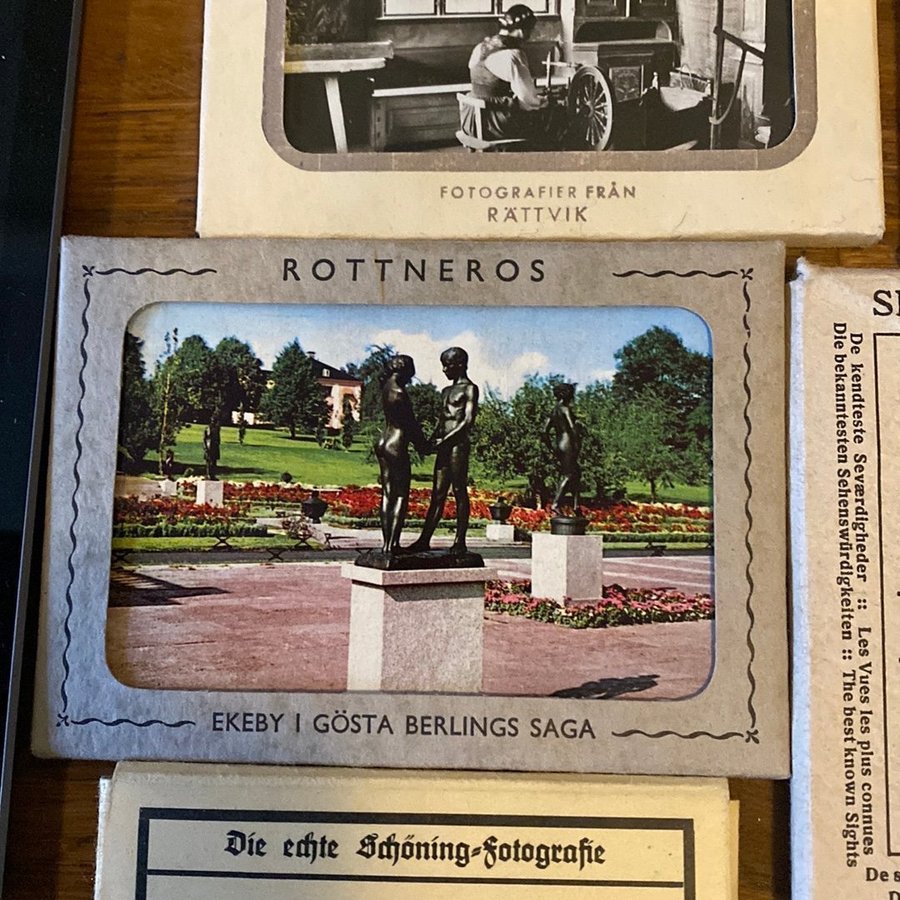 FOTOGRAFIER FRÅN
RÄTTVIK
ROTTNEROS
EKEBY I GÖSTA BERLINGS SAGA
De kendteste Seværdigheder :: Les Vues les plus connues
Die bekanntesten Sehenswürdigkeiten :: The best known Sights
Die echte Schöning-Fotografie